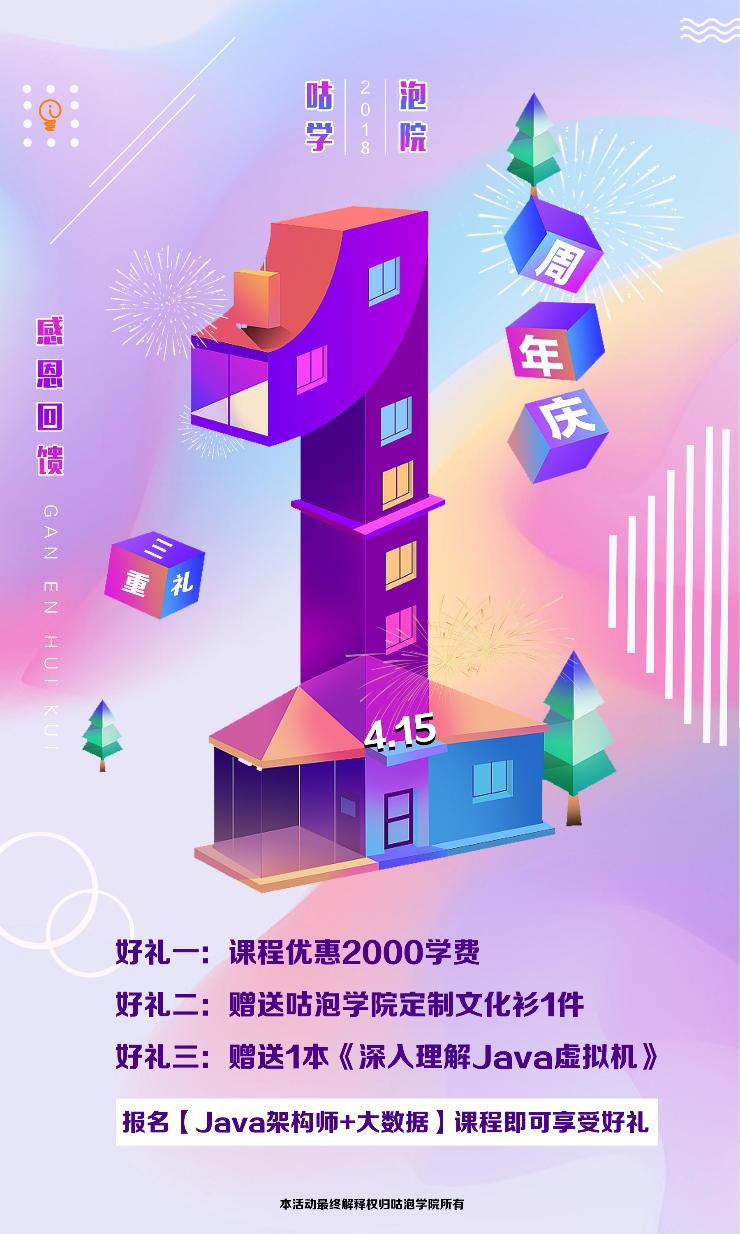 咕泡
学院
2018
周
年
庆
感恩回馈
GAN EN HUI KUI
三
重礼
4.15
好礼一：课程优惠2000学费
好礼二：赠送咕泡学院定制文化衫1件
好礼三：赠送1本《深入理解Java虚拟机》
报名【Java架构师+大数据】课程即可享受好礼
本活动最终解释权归咕泡学院所有